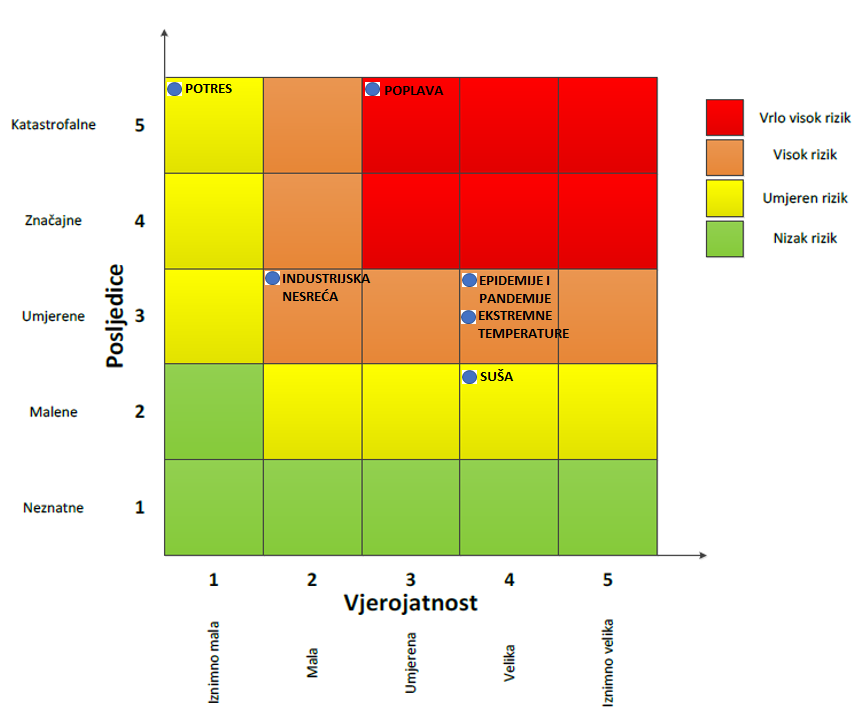 POTRES
POPLAVA
Katastrofalne
5
Vrlo visok rizik
Visok rizik
Značajne
4
Umjeren rizik
Nizak rizik
INDUSTRIJSKA
NESREĆA
EPIDEMIJE I
PANDEMIJE
EKSTREMNE
TEMPERATURE
Umjerene
3
Posljedice
SUŠA
Malene
2
Neznatne
1
1
2
3
4
5
Vjerojatnost
Iznimno mala
Mala
Umjerena
Velika
Iznimno velika